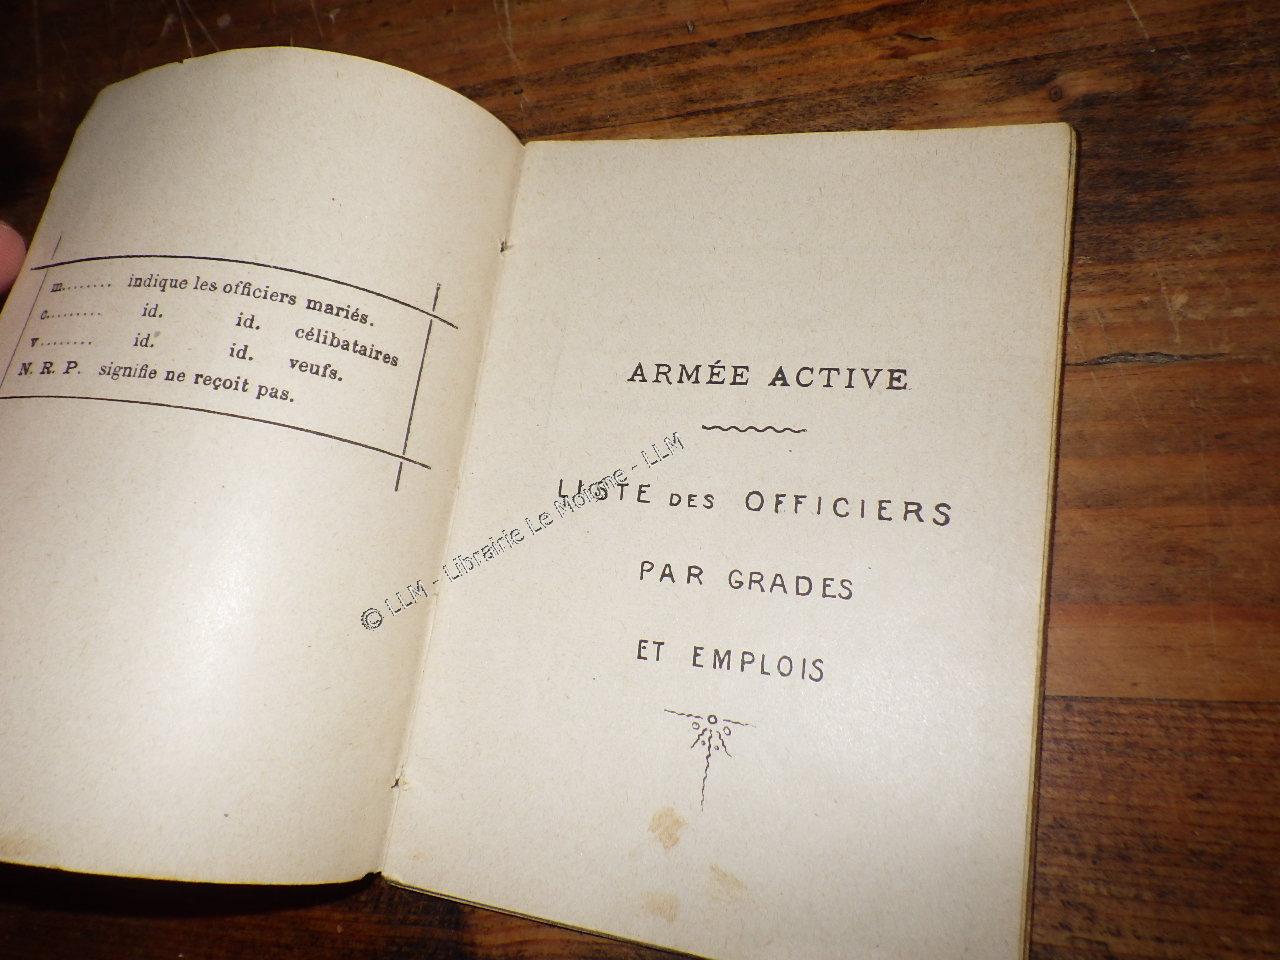 m........ indique les officiers mariés.
c......... id. id. célibataires
v........ id. id. veufs.
N. R. P. signifie ne reçoit pas.
ARMÉE ACTIVE
LISTE DES OFFICIERS
PAR GRADES
ET EMPLOIS
© LLM - Librairie Le Moigne - LLM